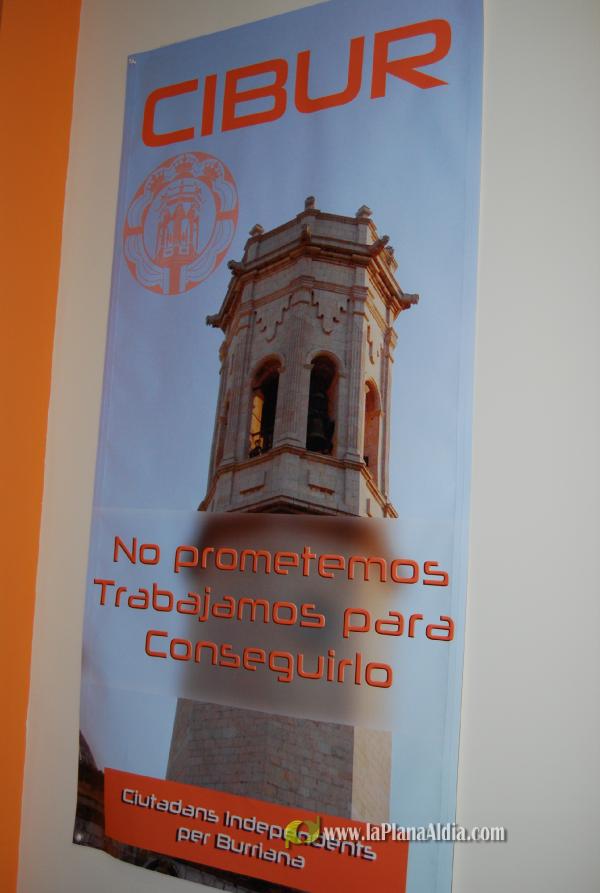 CIBUR
No prometemos
Trabajamos para
Conseguirlo
Ciutadans Independents
per Burriana
www.laPlanaAldia.com